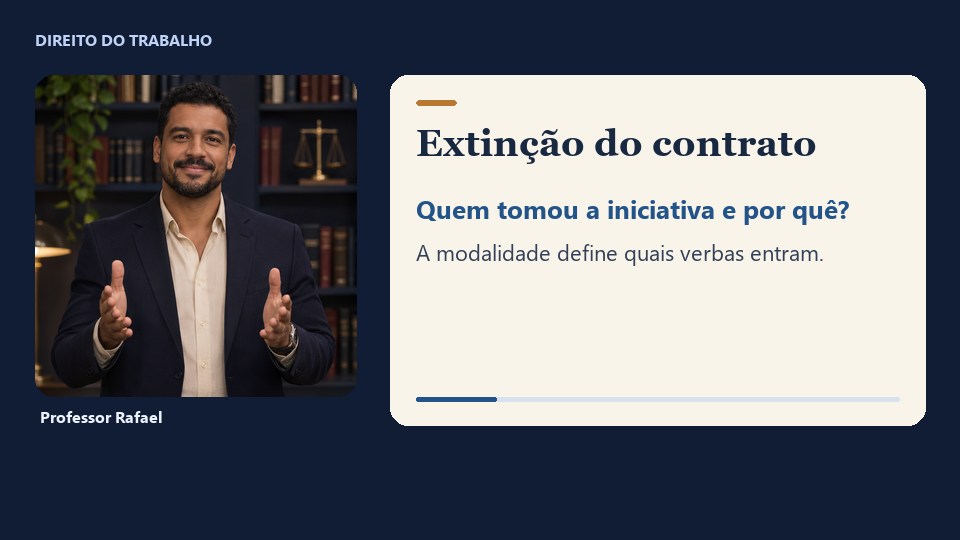 DIREITO DO TRABALHO
Extinção do contrato
Quem tomou a iniciativa e por quê?
A modalidade define quais verbas entram.
Professor Rafael